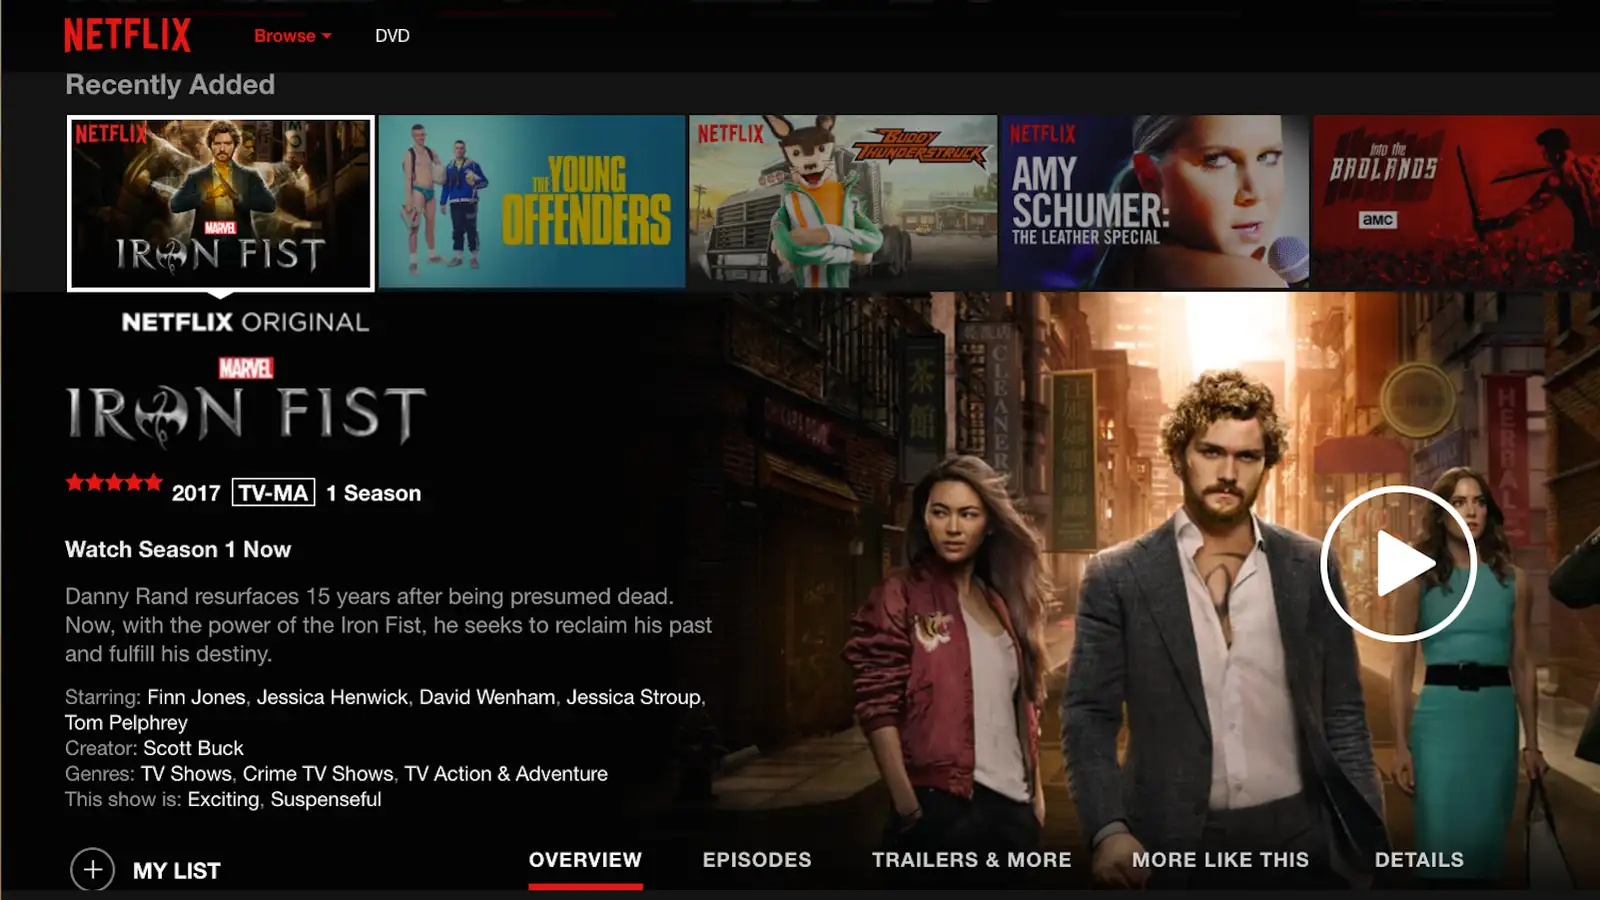 NETFLIX
Browse
DVD
Recently Added
NETFLIX
MARVEL
IRON FIST
THE YOUNG
OFFENDERS
NETFLIX
BUDDY
THUNDERSTRUCK
NETFLIX
AMY
SCHUMER:
THE LEATHER SPECIAL
into the
BADLANDS
aMC
NETFLIX ORIGINAL
MARVEL
IRON FIST
2017 TV-MA 1 Season
Watch Season 1 Now
Danny Rand resurfaces 15 years after being presumed dead.
Now, with the power of the Iron Fist, he seeks to reclaim his past
and fulfill his destiny.
Starring: Finn Jones, Jessica Henwick, David Wenham, Jessica Stroup,
Tom Pelphrey
Creator: Scott Buck
Genres: TV Shows, Crime TV Shows, TV Action & Adventure
This show is: Exciting, Suspenseful
茶館
CLEANER
HERBAL
MY LIST
OVERVIEW
EPISODES
TRAILERS & MORE
MORE LIKE THIS
DETAILS